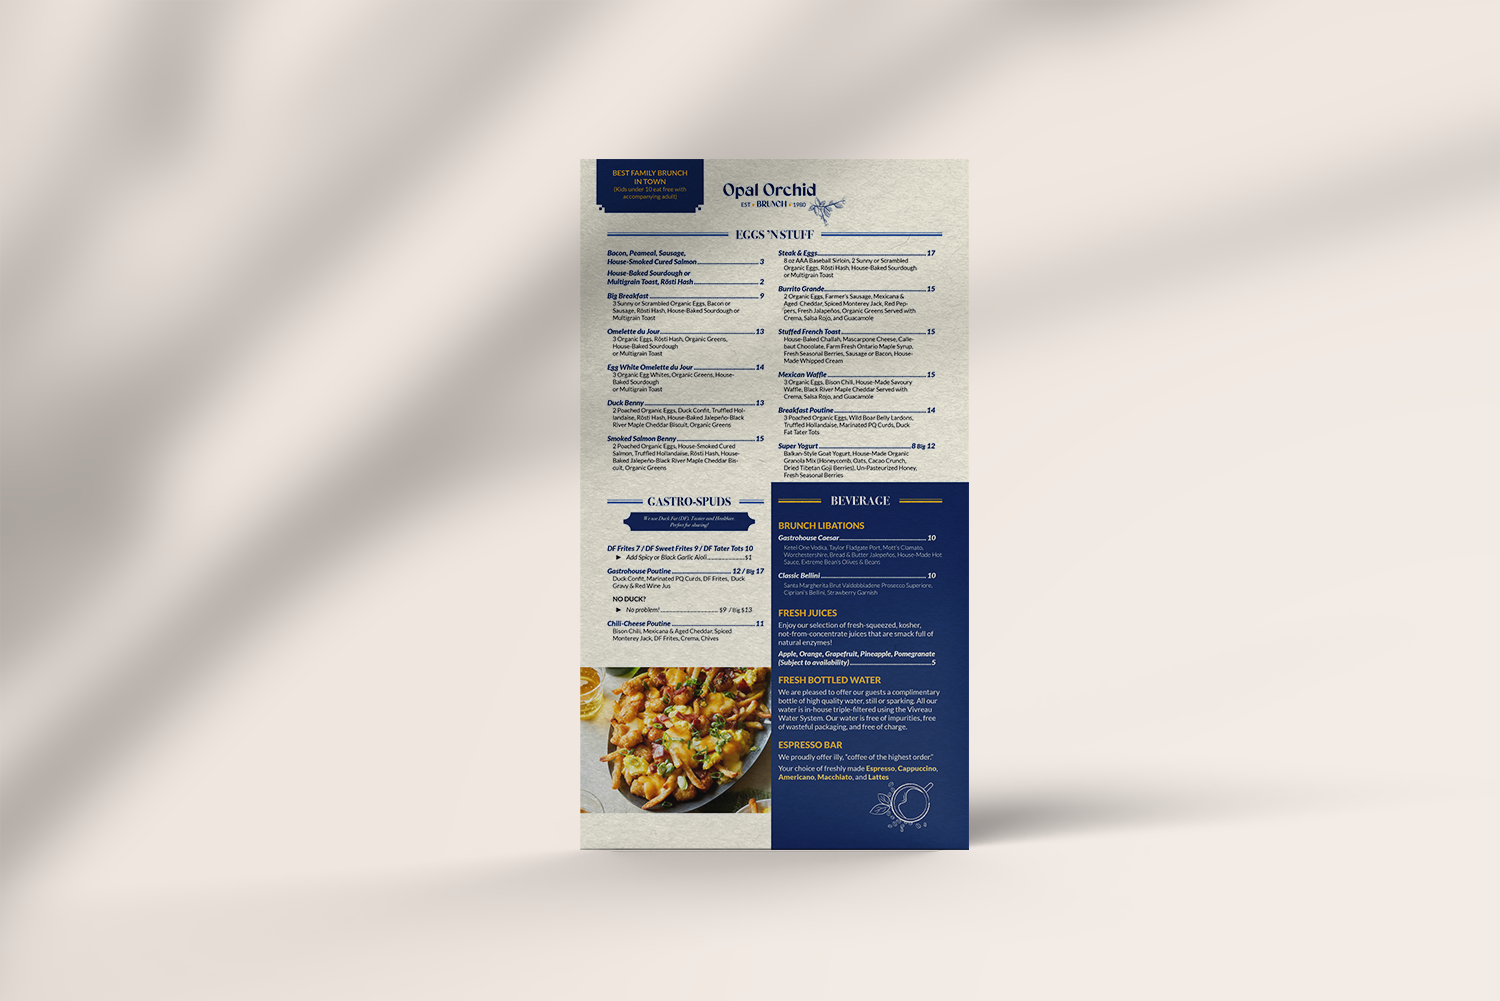 BEST FAMILY BRUNCH
IN TOWN
(Kids under 10 eat free with
accompanying adult)
Opal Orchid
EST • BRUNCH • 1980
EGGS 'N STUFF
Bacon, Peameal, Sausage,
House-Smoked Cured Salmon 3
House-Baked Sourdough or
Multigrain Toast, Rösti Hash 2
Big Breakfast 9
3 Sunny or Scrambled Organic Eggs, Bacon or
Sausage, Rösti Hash, House-Baked Sourdough or
Multigrain Toast
Omelette du Jour 13
3 Organic Eggs, Rösti Hash, Organic Greens,
House-Baked Sourdough
or Multigrain Toast
Egg White Omelette du Jour 14
3 Organic Egg Whites, Organic Greens, House-
Baked Sourdough
or Multigrain Toast
Duck Benny 13
2 Poached Organic Eggs, Duck Confit, Truffled Hol-
landaise, Rösti Hash, House-Baked Jalepeño-Black
River Maple Cheddar Biscuit, Organic Greens
Smoked Salmon Benny 15
2 Poached Organic Eggs, House-Smoked Cured
Salmon, Truffled Hollandaise, Rösti Hash, House-
Baked Jalepeño-Black River Maple Cheddar Bis-
cuit, Organic Greens
Steak & Eggs 17
8 oz AAA Baseball Sirloin, 2 Sunny or Scrambled
Organic Eggs, Rösti Hash, House-Baked Sourdough
or Multigrain Toast
Burrito Grande 15
2 Organic Eggs, Farmer's Sausage, Mexicana &
Aged Cheddar, Spiced Monterey Jack, Red Pep-
pers, Fresh Jalapeños, Organic Greens Served with
Crema, Salsa Rojo, and Guacamole
Stuffed French Toast 15
House-Baked Challah, Mascarpone Cheese, Calle-
baut Chocolate, Farm Fresh Ontario Maple Syrup,
Fresh Seasonal Berries, Sausage or Bacon, House-
Made Whipped Cream
Mexican Waffle 15
3 Organic Eggs, Bison Chili, House-Made Savoury
Waffle, Black River Maple Cheddar Served with
Crema, Salsa Rojo, and Guacamole
Breakfast Poutine 14
3 Poached Organic Eggs, Wild Boar Belly Lardons,
Truffled Hollandaise, Marinated PQ Curds, Duck
Fat Tater Tots
Super Yogurt 8 Big 12
Balkan-Style Goat Yogurt, House-Made Organic
Granola Mix (Honeycomb, Oats, Cacao Crunch,
Dried Tibetan Goji Berries), Un-Pasteurized Honey,
Fresh Seasonal Berries
GASTRO-SPUDS
We use Duck Fat (DF). Tastier and Healthier.
Perfect for sharing!
DF Frites 7 / DF Sweet Frites 9 / DF Tater Tots 10
► Add Spicy or Black Garlic Aioli $1
Gastrohouse Poutine 12 / Big 17
Duck Confit, Marinated PQ Curds, DF Frites, Duck
Gravy & Red Wine Jus
NO DUCK?
► No problem! $9 / Big $13
Chili-Cheese Poutine 11
Bison Chili, Mexicana & Aged Cheddar, Spiced
Monterey Jack, DF Frites, Crema, Chives
BEVERAGE
BRUNCH LIBATIONS
Gastrohouse Caesar 10
Ketel One Vodka, Taylor Fladgate Port, Mott's Clamato,
Worchestershire, Bread & Butter Jalepeños, House-Made Hot
Sauce, Extreme Bean's Olives & Beans
Classic Bellini 10
Santa Margherita Brut Valdobbiadene Prosecco Superiore,
Cipriani's Bellini, Strawberry Garnish
FRESH JUICES
Enjoy our selection of fresh-squeezed, kosher,
not-from-concentrate juices that are smack full of
natural enzymes!
Apple, Orange, Grapefruit, Pineapple, Pomegranate
(Subject to availability) 5
FRESH BOTTLED WATER
We are pleased to offer our guests a complimentary
bottle of high quality water, still or sparking. All our
water is in-house triple-filtered using the Vivreau
Water System. Our water is free of impurities, free
of wasteful packaging, and free of charge.
ESPRESSO BAR
We proudly offer illy, "coffee of the highest order."
Your choice of freshly made Espresso, Cappuccino,
Americano, Macchiato, and Lattes